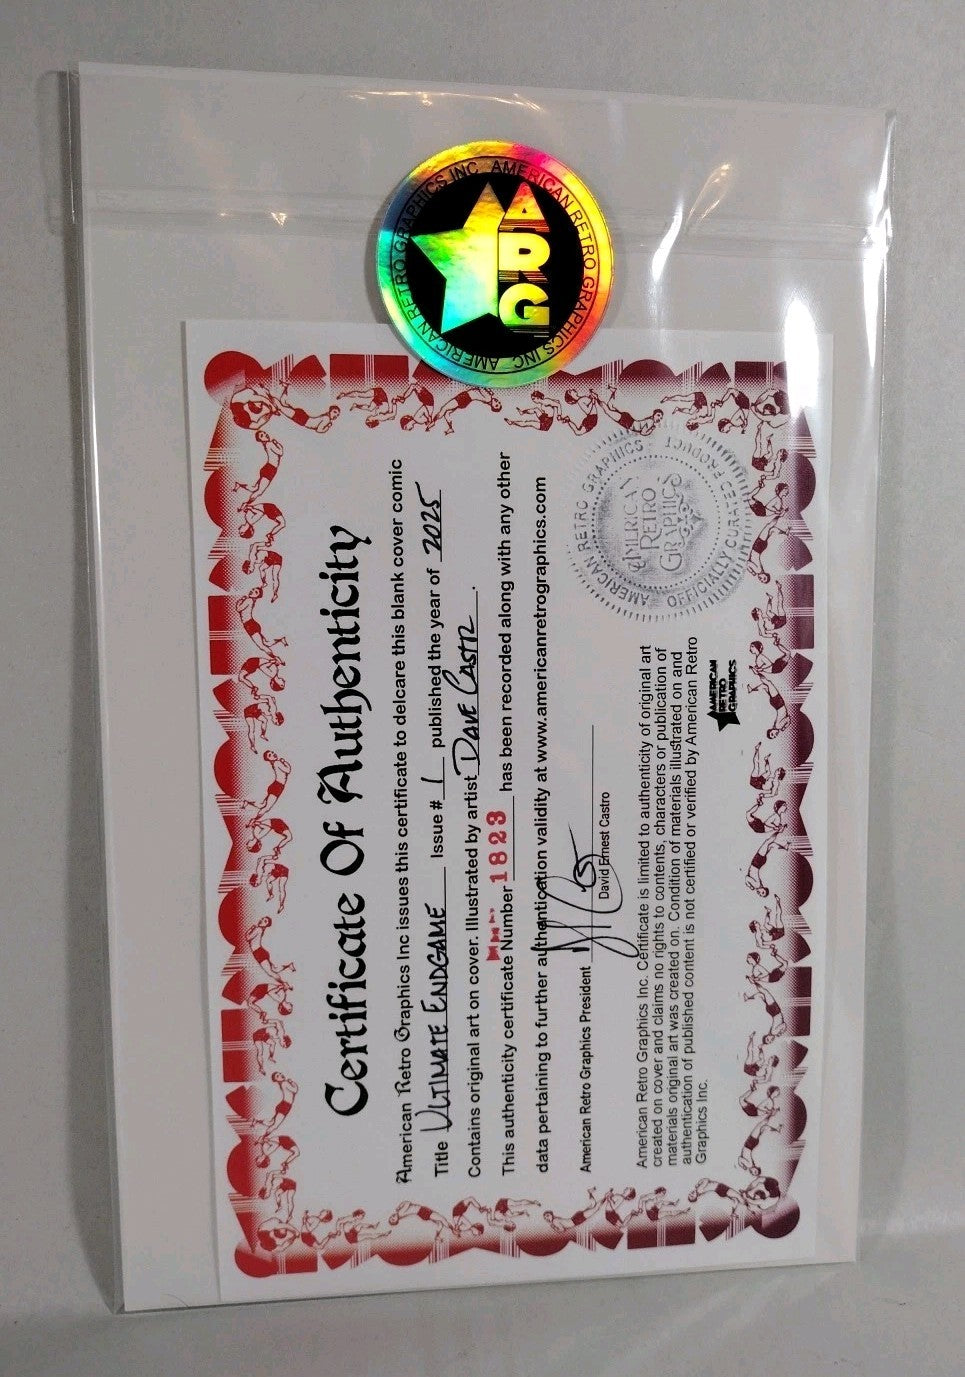 AMERICAN RETRO GRAPHICS INC AMERICAN RETRO GRAPHICS INC
ARG
Certificate Of Authenticity
American Retro Graphics Inc issues this certificate to delcare this blank cover comic
Title ULTIMATE ENDGAME Issue # 1 published the year of 2025
Contains original art on cover. Illustrated by artist DAVE CASTR.
This authenticity certificate Number 1823 has been recorded along with any other
data pertaining to further authentication validity at www.americanretrographics.com
American Retro Graphics President
David Ernest Castro
American Retro Graphics Inc. Certificate is limited to authenticity of original art
created on cover and claims no rights to contents, characters or publication of
materials original art was created on. Condition of materials illustrated on and
authentication of published content is not certified or verified by American Retro
Graphics Inc.
AMERICAN
RETRO
GRAPHICS
AMERICAN RETRO GRAPHICS
OFFICIALLY CURATED PRODUCT
AMERICAN
RETRO
GRAPHICS